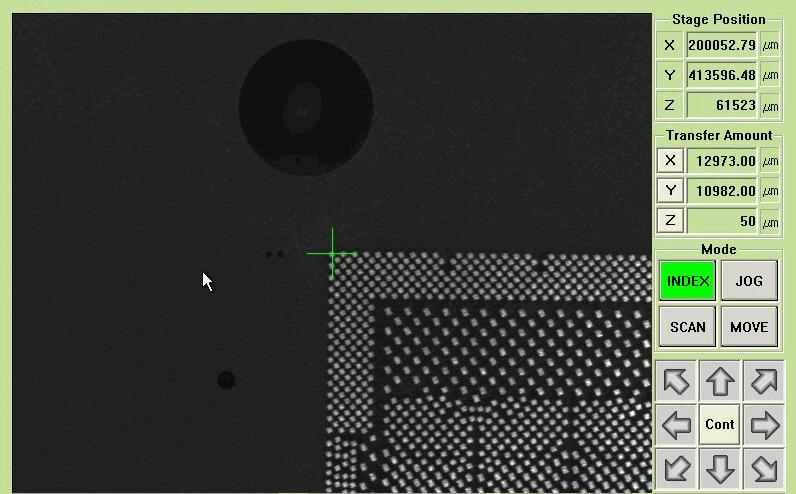 Stage Position
X 200052.79 μm
Y 413596.48 μm
Z 61523 μm
Transfer Amount
X 12973.00 μm
Y 10982.00 μm
Z 50 μm
Mode
INDEX JOG
SCAN MOVE
Cont